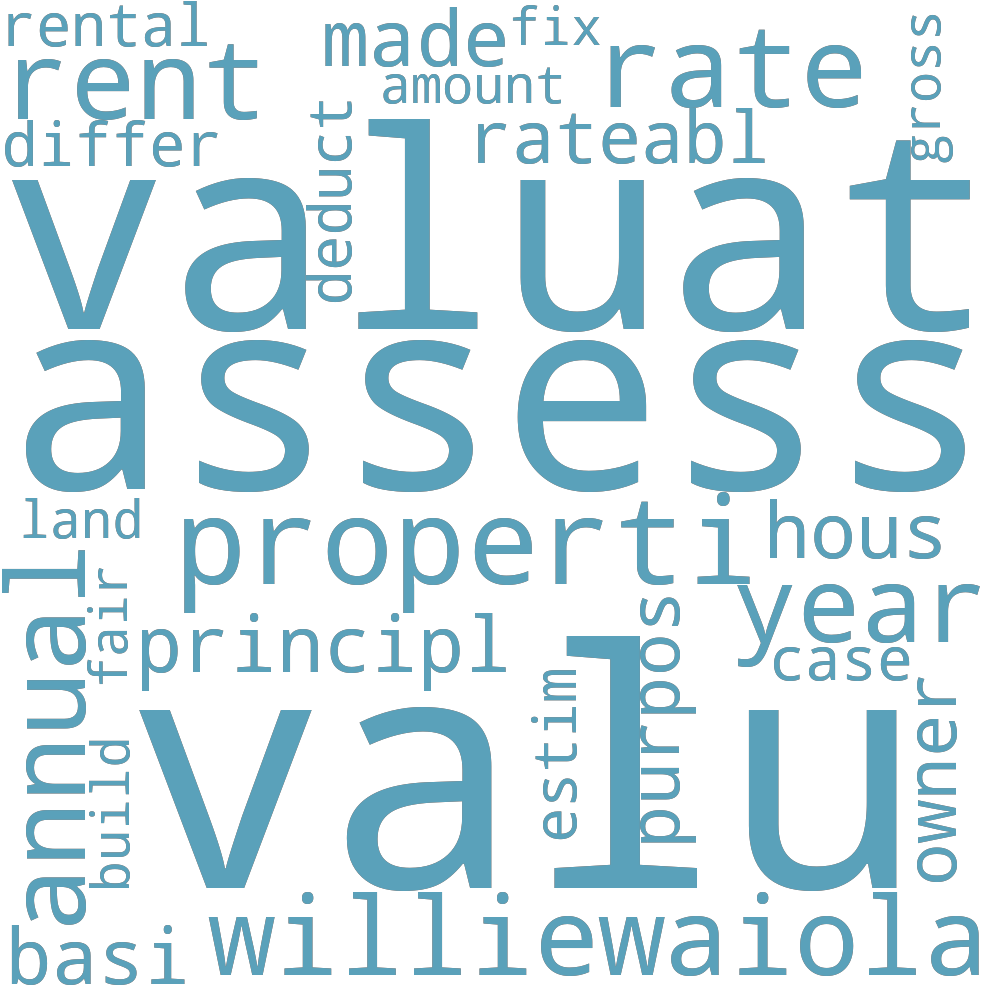 rental
made
fix
rent
rate
gross
amount
differ
deduct
rateabl
valuat
assess
land
properti
hous
annual
fair
year
principl
purpos
case
valu
estim
build
owner
basi
williewaiola